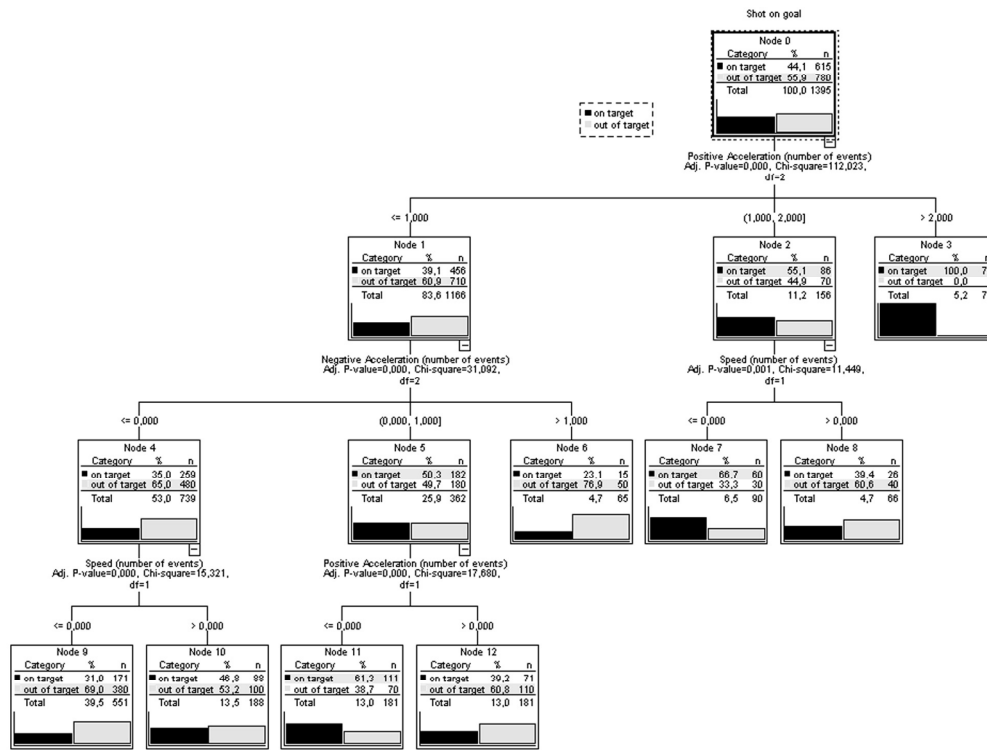 Shot on goal
Node 0
Category % n
on target 44,1 615
out of target 55,9 780
Total 100,0 1395
on target
out of target
Positive Acceleration (number of events)
Adj. P-value=0,000, Chi-square=112,023,
df=2
<= 1,000
(1,000, 2,000]
> 2,000
Node 1
Category % n
on target 39,1 456
out of target 60,9 710
Total 83,6 1166
Node 2
Category % n
on target 55,1 86
out of target 44,9 70
Total 11,2 156
Node 3
Category % n
on target 100,0 7
out of target 0,0
Total 5,2 7
Negative Acceleration (number of events)
Adj. P-value=0,000, Chi-square=31,092,
df=2
Speed (number of events)
Adj. P-value=0,001, Chi-square=11,449,
df=1
<= 0,000
(0,000, 1,000]
> 1,000
<= 0,000
> 0,000
Node 4
Category % n
on target 35,0 259
out of target 65,0 480
Total 53,0 739
Node 5
Category % n
on target 50,3 182
out of target 49,7 180
Total 25,9 362
Node 6
Category % n
on target 23,1 15
out of target 76,9 50
Total 4,7 65
Node 7
Category % n
on target 66,7 60
out of target 33,3 30
Total 6,5 90
Node 8
Category % n
on target 39,4 26
out of target 60,6 40
Total 4,7 66
Speed (number of events)
Adj. P-value=0,000, Chi-square=15,321,
df=1
Positive Acceleration (number of events)
Adj. P-value=0,000, Chi-square=17,680,
df=1
<= 0,000
> 0,000
<= 0,000
> 0,000
Node 9
Category % n
on target 31,0 171
out of target 69,0 380
Total 39,5 551
Node 10
Category % n
on target 46,8 88
out of target 53,2 100
Total 13,5 188
Node 11
Category % n
on target 61,3 111
out of target 38,7 70
Total 13,0 181
Node 12
Category % n
on target 39,2 71
out of target 60,8 110
Total 13,0 181